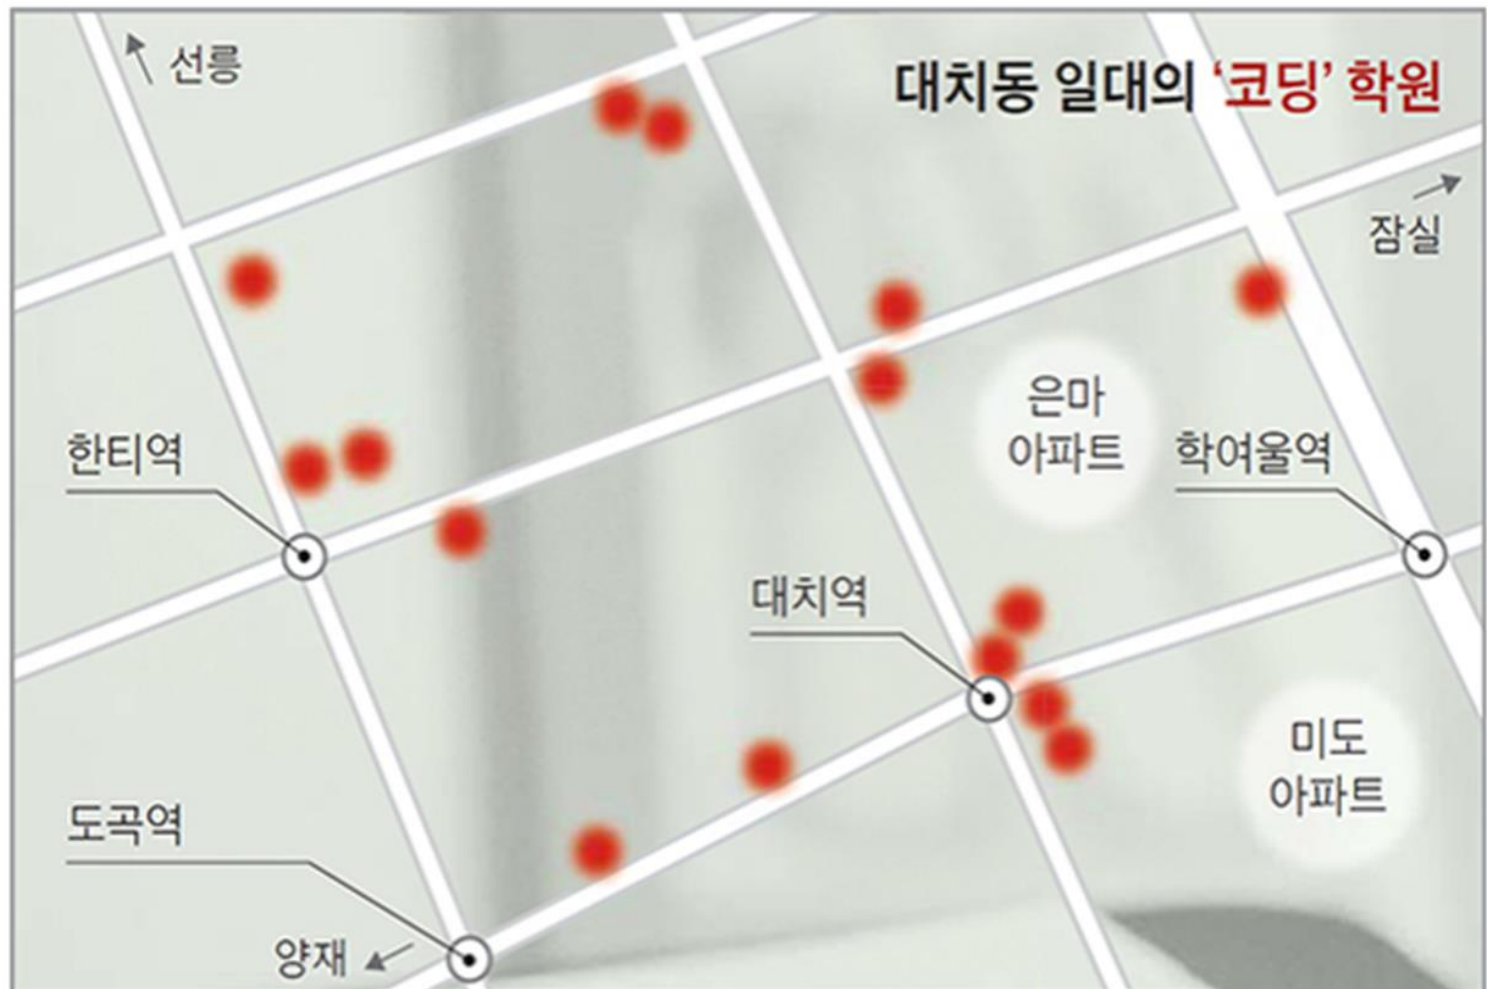 선릉
대치동 일대의 ‘코딩’ 학원
잠실
은마
아파트
한티역
학여울역
대치역
미도
아파트
도곡역
양재